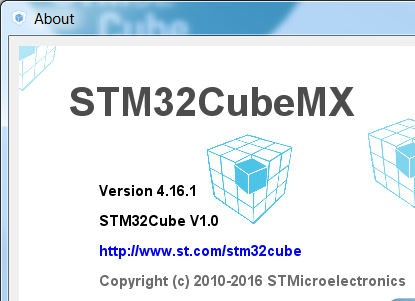 About
STM32CubeMX
Version 4.16.1
STM32Cube V1.0
http://www.st.com/stm32cube
Copyright (c) 2010-2016 STMicroelectronics